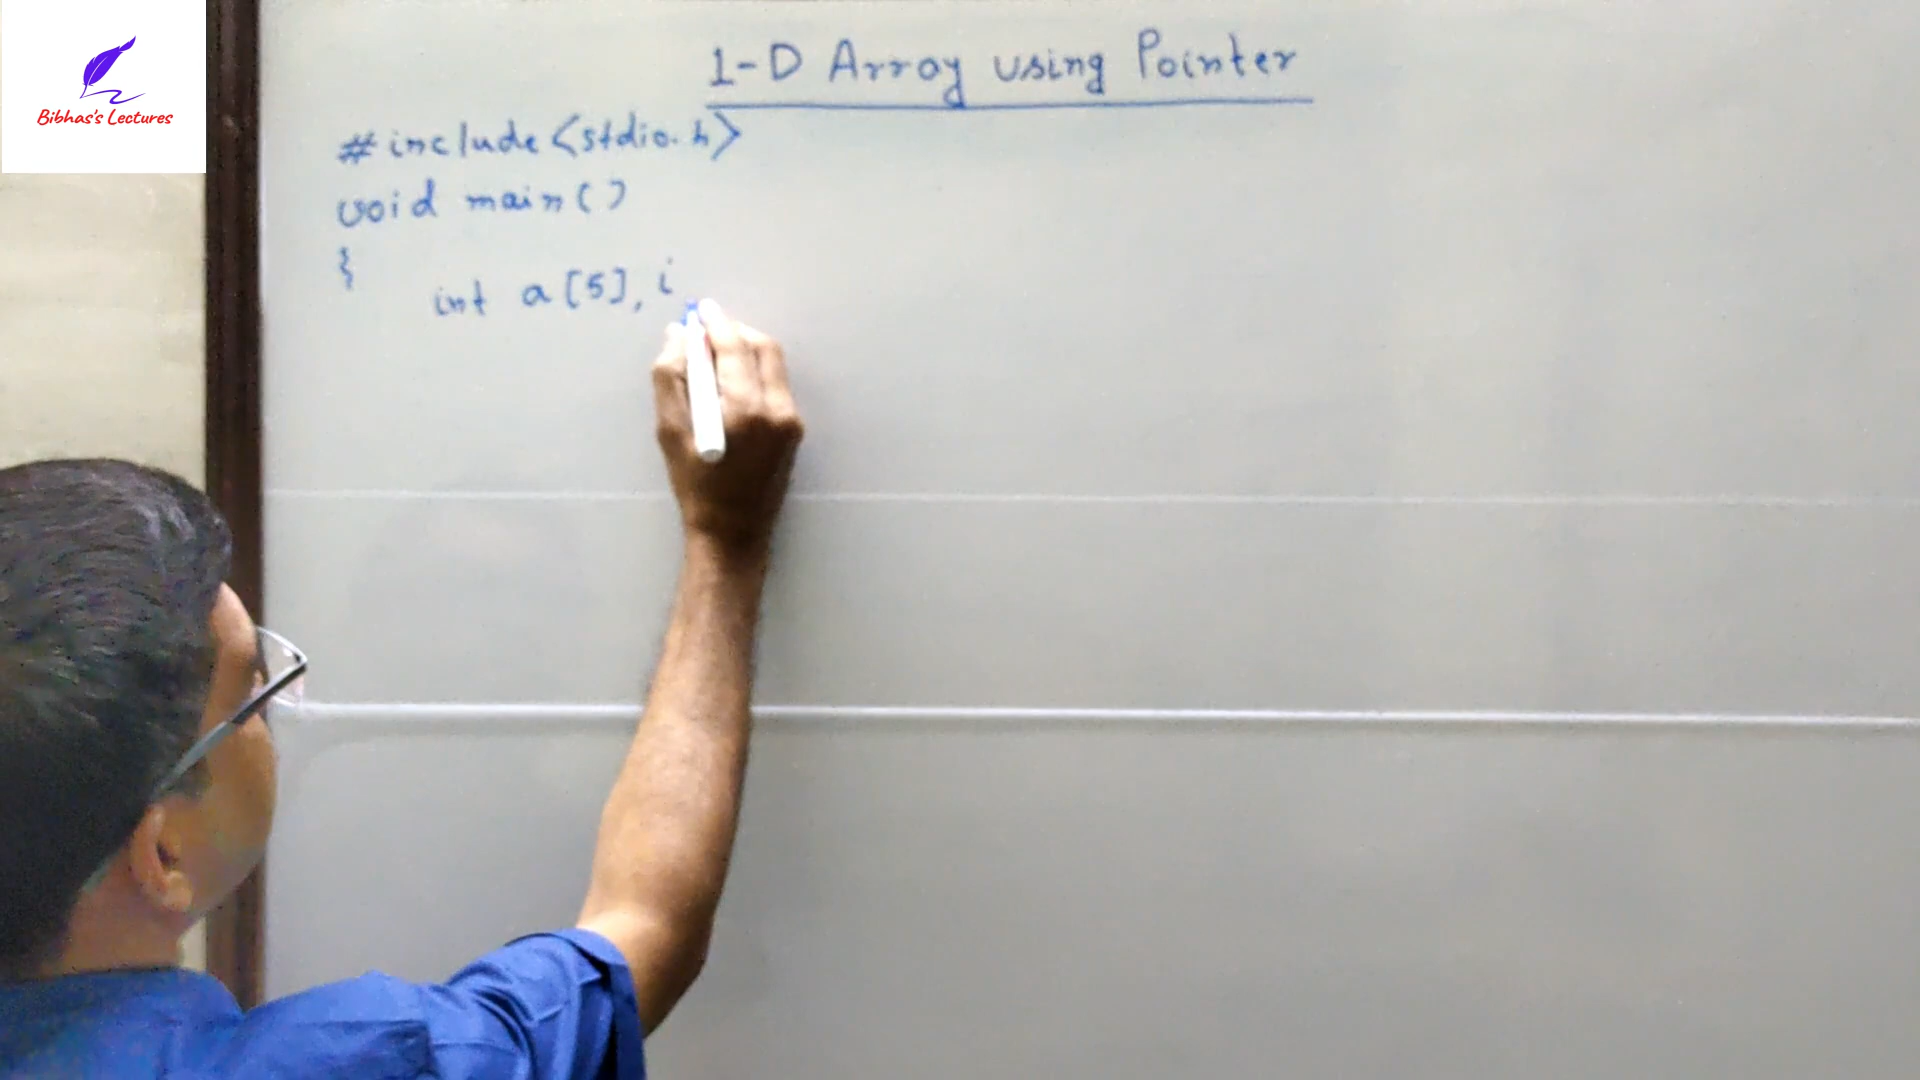 Bibhas's Lectures
1-D Array using Pointer
#include<stdio.h>
void main()
{
int a[5], i